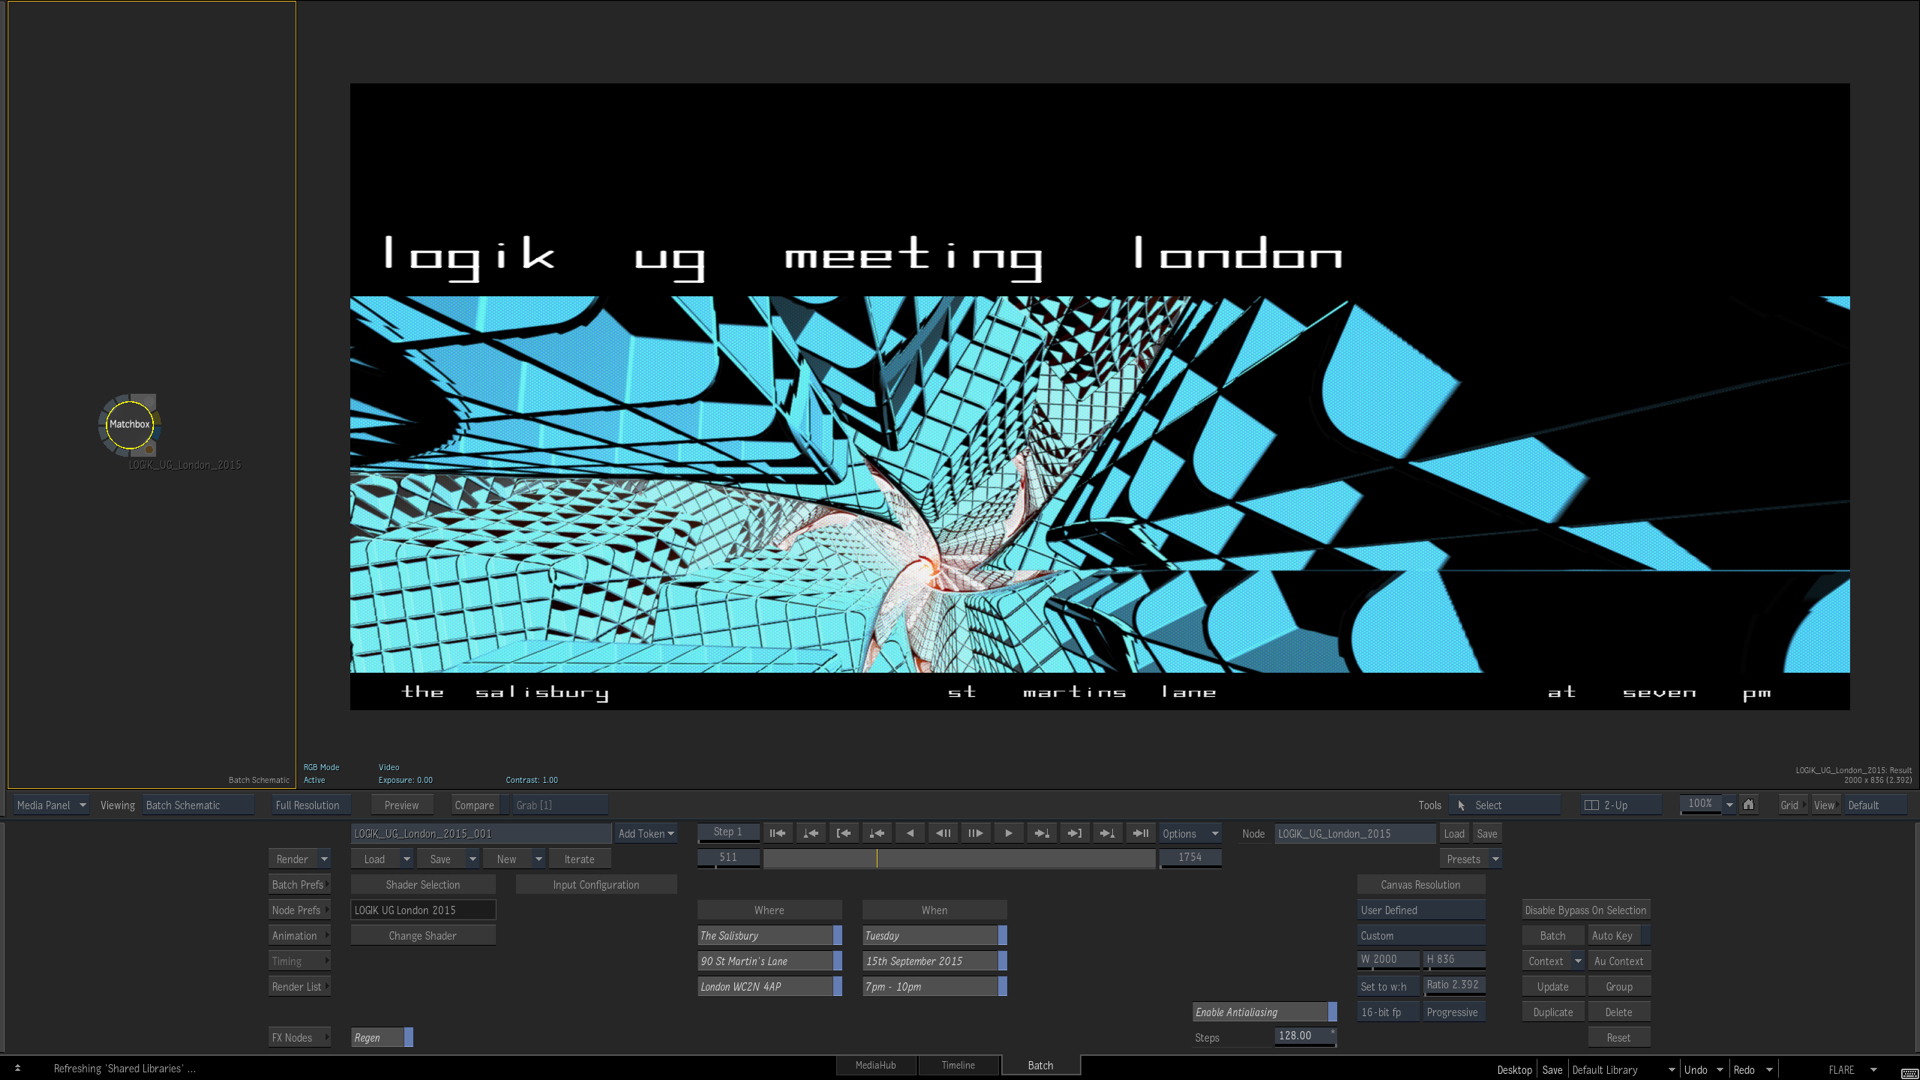 logik ug meeting london
the salisbury st martins lane at seven pm
Matchbox
LOGIK_UG_London_2015
Batch Schematic
RGB Mode Video
Active Exposure: 0.00 Contrast: 1.00
LOGIK_UG_London_2015: Result
2000 x 836 (2.392)
Media Panel Viewing Batch Schematic Full Resolution Preview Compare Grab [1] Tools Select 2-Up 100% Grid View Default
LOGIK_UG_London_2015_001 Add Token Step 1 Options Node LOGIK_UG_London_2015 Load Save
Render Load Save New Iterate 511 1754 Presets
Batch Prefs Shader Selection Input Configuration Canvas Resolution
Node Prefs LOGIK UG London 2015 Where When User Defined Disable Bypass On Selection
Animation Change Shader The Salisbury Tuesday Custom Batch Auto Key
Timing 90 St Martin's Lane 15th September 2015 W 2000 H 836 Context Au Context
Render List London WC2N 4AP 7pm - 10pm Set to w:h Ratio 2.392 Update Group
Enable Antialiasing 16-bit fp Progressive Duplicate Delete
FX Nodes Regen Steps 128.00 Reset
Refreshing 'Shared Libraries' ... MediaHub Timeline Batch Desktop Save Default Library Undo Redo FLARE